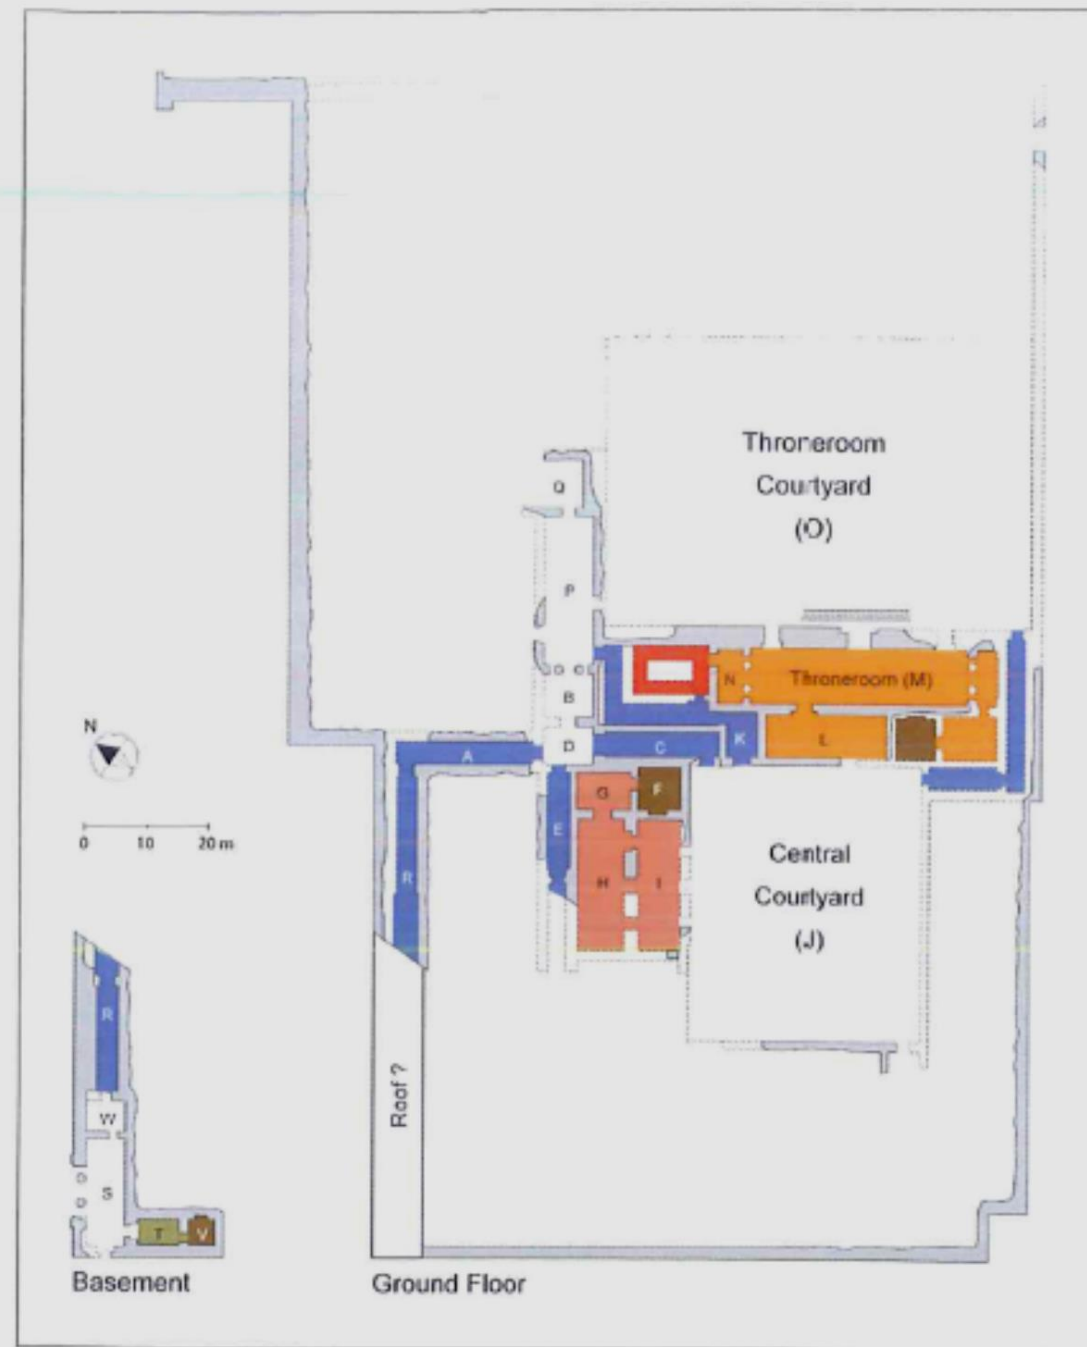 Throneroom
Courtyard
(O)
Q
P
N
Throneroom (M)
B
N
D
A
C
K
L
G
F
0
10
20 m
E
R
H
I
Central
Courtyard
(J)
R
Roof ?
W
S
T
V
Basement
Ground Floor